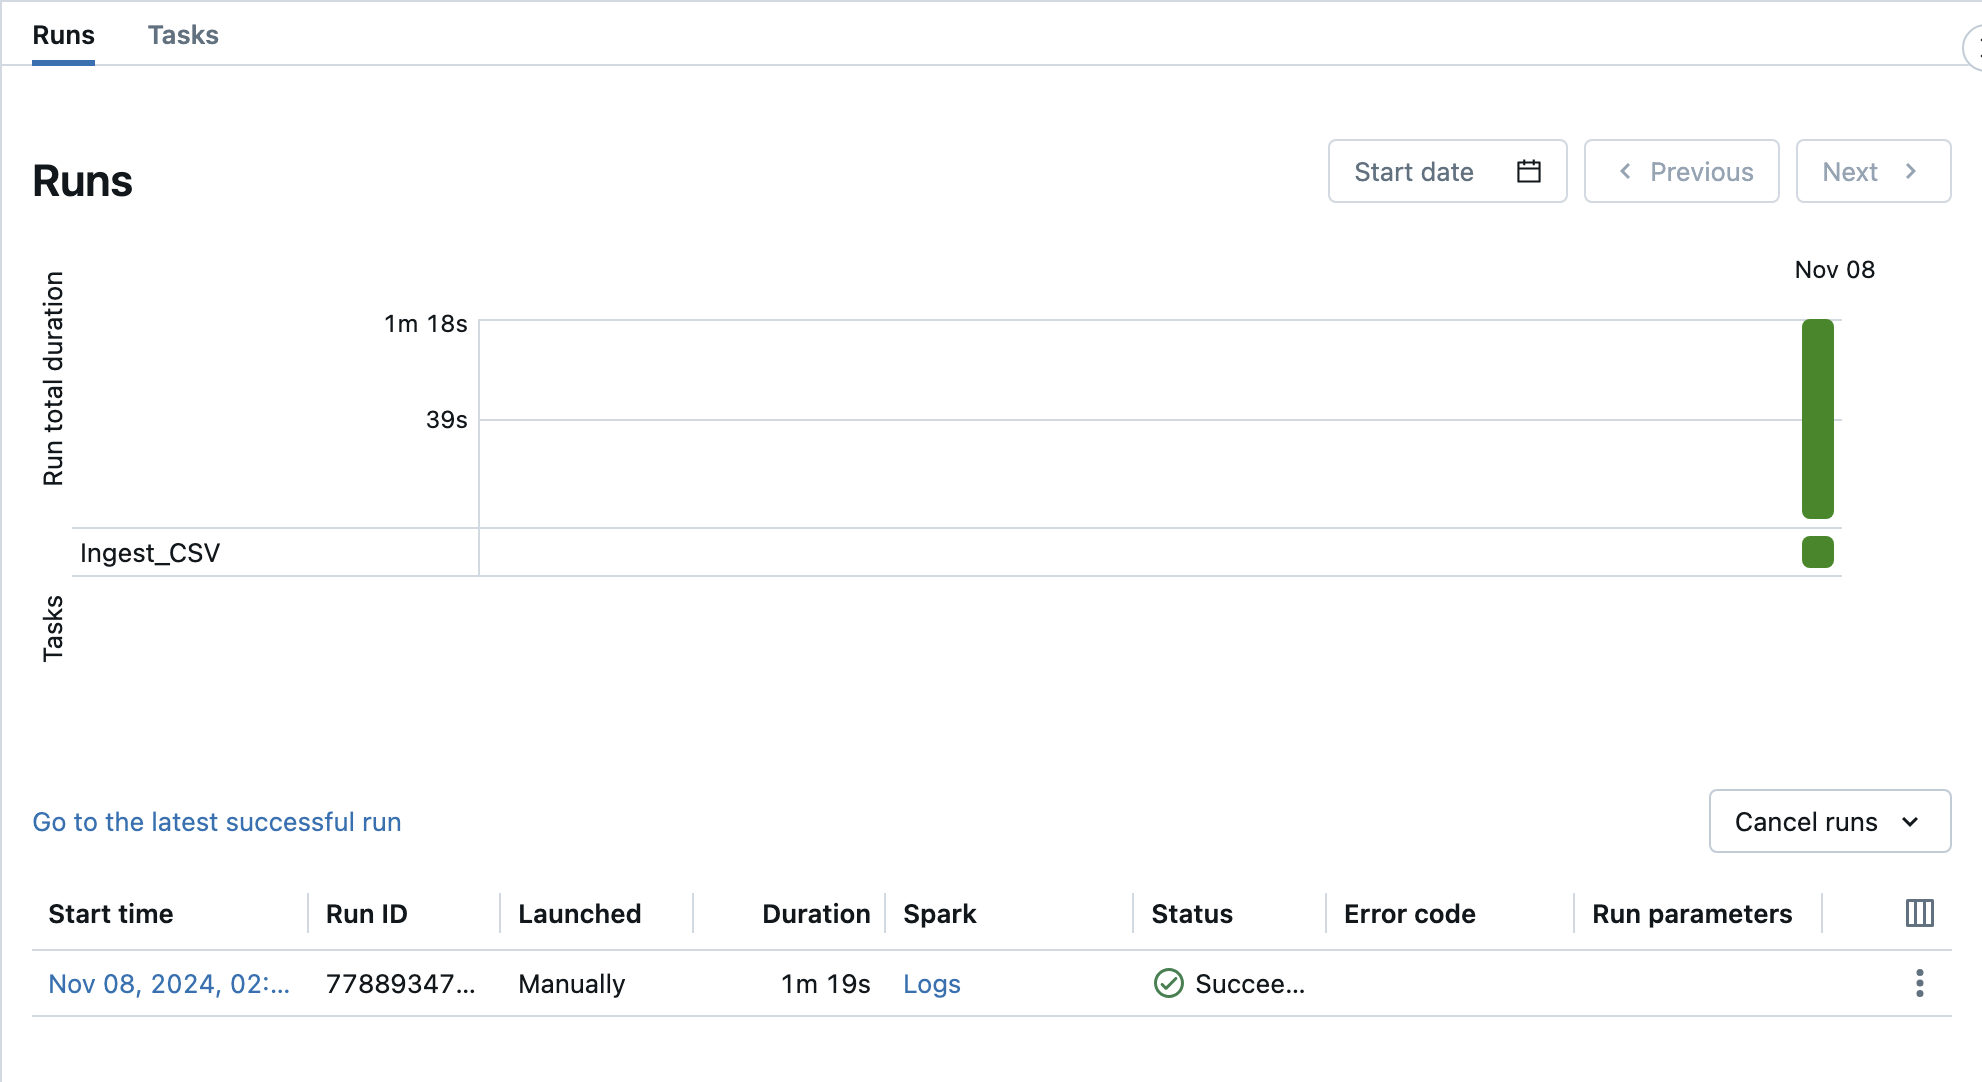 Runs Tasks
Runs
Start date Previous Next
Nov 08
Run total duration
1m 18s
39s
Ingest_CSV
Tasks
Go to the latest successful run
Cancel runs
Start time Run ID Launched Duration Spark Status Error code Run parameters
Nov 08, 2024, 02:... 77889347... Manually 1m 19s Logs Succee...